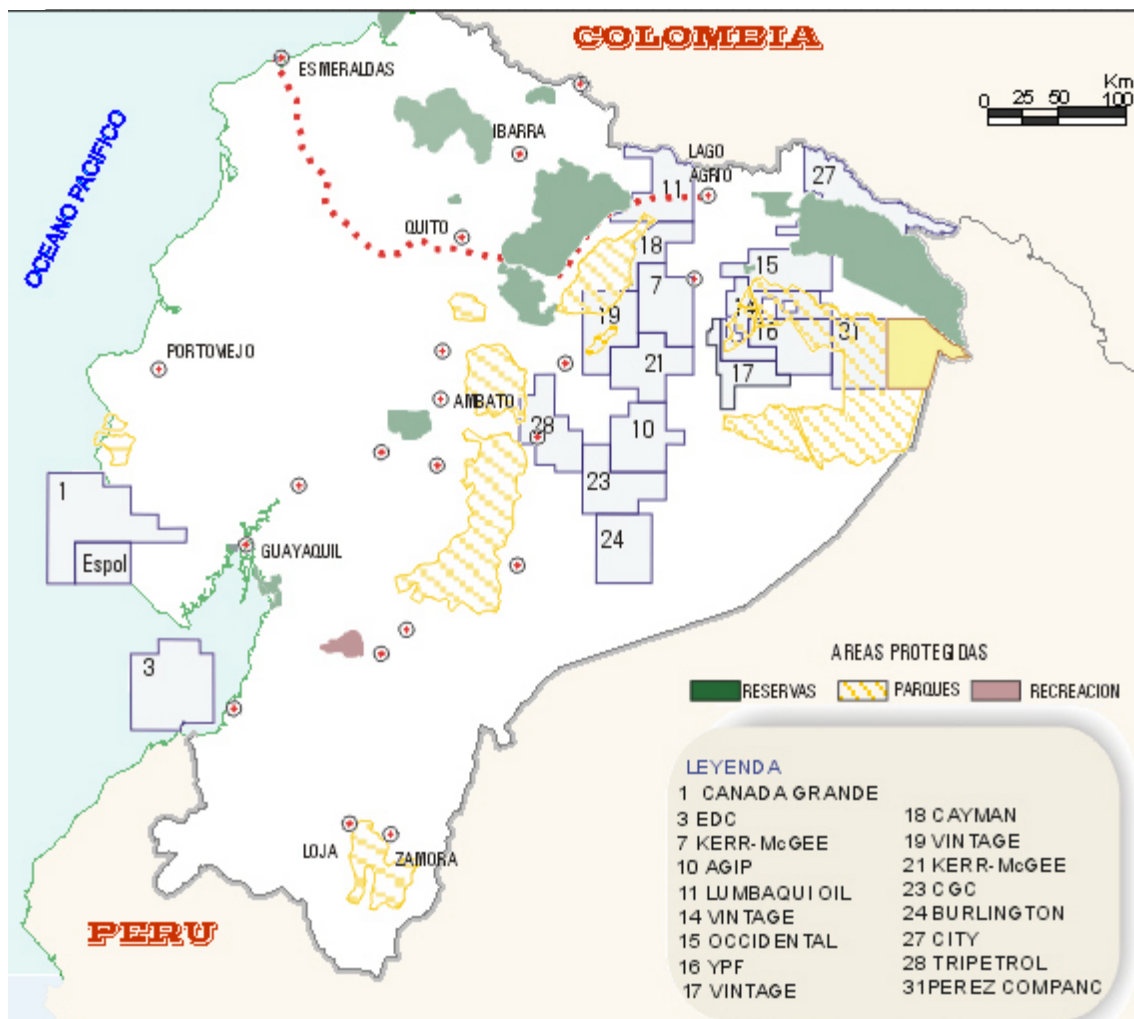 COLOMBIA
ESMERALDAS
Km
0 25 50 100
OCEANO PACIFICO
IBARRA
LAGO
AGRIO
11
27
QUITO
18
15
7
14
19
16
31
PORTOVIEJO
21
17
AMBATO
28
10
1
23
Espol
GUAYAQUIL
24
3
AREAS PROTEGIDAS
RESERVAS
PARQUES
RECREACION
LEYENDA
1 CANADA GRANDE
3 EDC
7 KERR-McGEE
10 AGIP
11 LUMBAQUI OIL
14 VINTAGE
15 OCCIDENTAL
16 YPF
17 VINTAGE
18 CAYMAN
19 VINTAGE
21 KERR-McGEE
23 CGC
24 BURLINGTON
27 CITY
28 TRIPETROL
31 PEREZ COMPANC
LOJA
ZAMORA
PERU